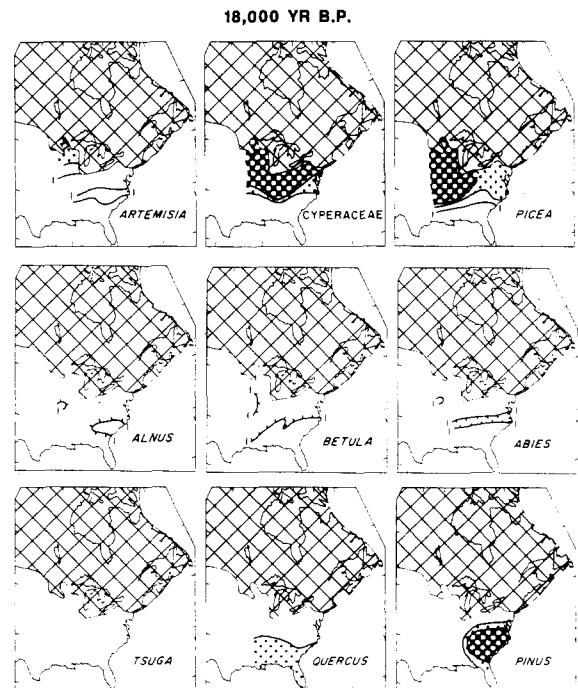 18,000 YR B.P.
ARTEMISIA
CYPERACEAE
PICEA
ALNUS
BETULA
ABIES
TSUGA
QUERCUS
PINUS